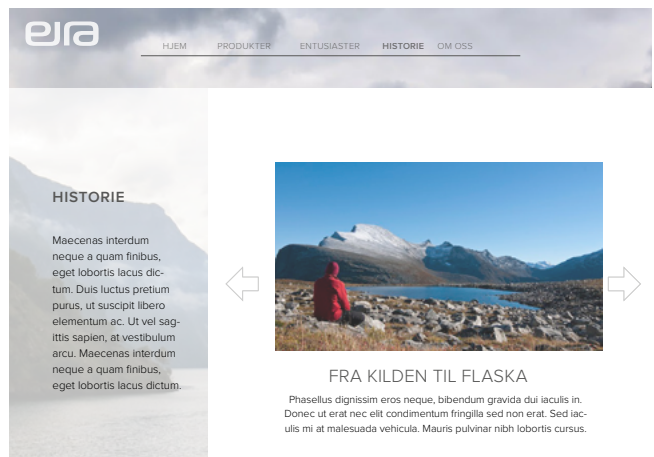 eira
HJEM PRODUKTER ENTUSIASTER HISTORIE OM OSS
HISTORIE
Maecenas interdum
neque a quam finibus,
eget lobortis lacus dic-
tum. Duis luctus pretium
purus, ut suscipit libero
elementum ac. Ut vel sag-
ittis sapien, at vestibulum
arcu. Maecenas interdum
neque a quam finibus,
eget lobortis lacus dictum.
FRA KILDEN TIL FLASKA
Phasellus dignissim eros neque, bibendum gravida dui iaculis in.
Donec ut erat nec elit condimentum fringilla sed non erat. Sed iac-
ulis mi at malesuada vehicula. Mauris pulvinar nibh lobortis cursus.